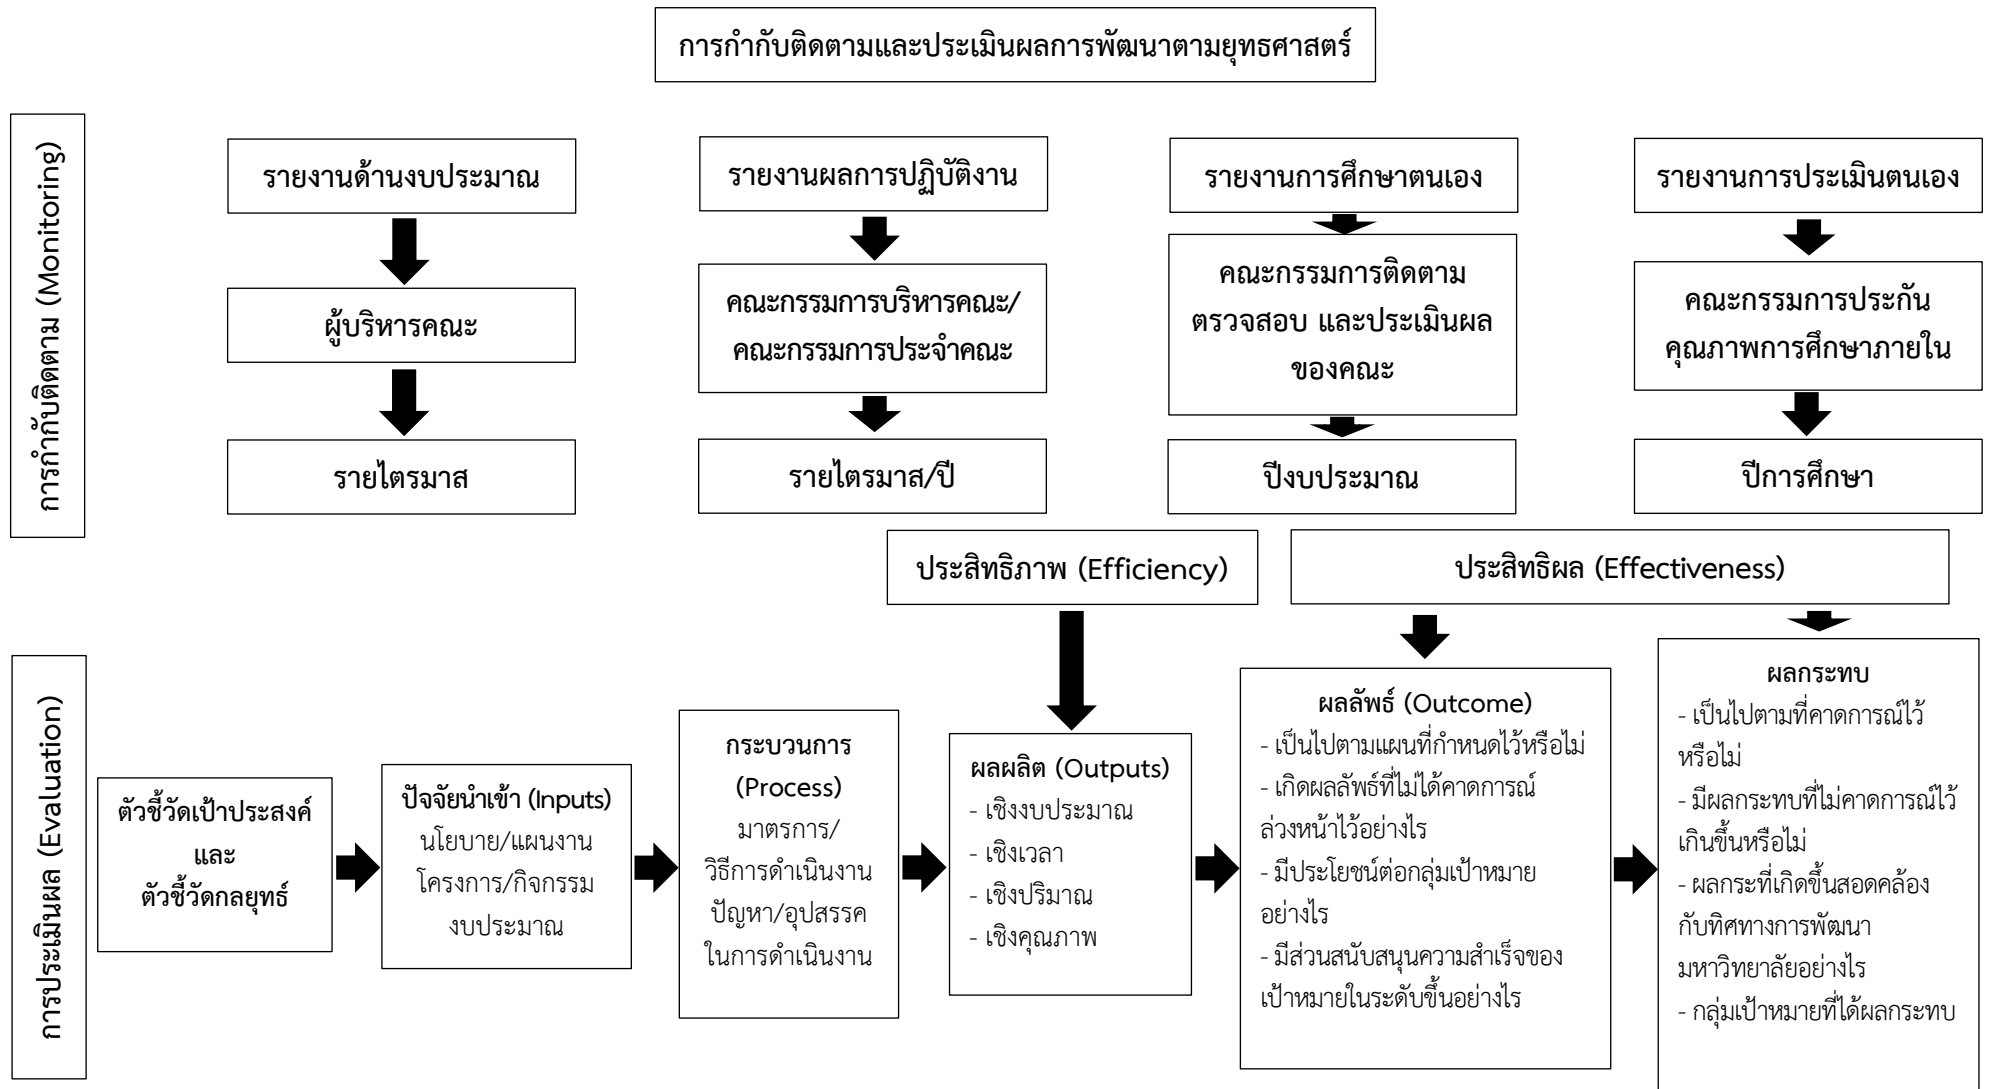 การกำกับติดตามและประเมินผลการพัฒนาตามยุทธศาสตร์
การกำกับติดตาม (Monitoring)
รายงานด้านงบประมาณ
ผู้บริหารคณะ
รายไตรมาส
รายงานผลการปฏิบัติงาน
คณะกรรมการบริหารคณะ/
คณะกรรมการประจำคณะ
รายไตรมาส/ปี
รายงานการศึกษาตนเอง
คณะกรรมการติดตาม
ตรวจสอบ และประเมินผล
ของคณะ
ปีงบประมาณ
รายงานการประเมินตนเอง
คณะกรรมการประกัน
คุณภาพการศึกษาภายใน
ปีการศึกษา
ประสิทธิภาพ (Efficiency)
ประสิทธิผล (Effectiveness)
การประเมินผล (Evaluation)
ตัวชี้วัดเป้าประสงค์
และ
ตัวชี้วัดกลยุทธ์
ปัจจัยนำเข้า (Inputs)
นโยบาย/แผนงาน
โครงการ/กิจกรรม
งบประมาณ
กระบวนการ
(Process)
มาตรการ/
วิธีการดำเนินงาน
ปัญหา/อุปสรรค
ในการดำเนินงาน
ผลผลิต (Outputs)
- เชิงงบประมาณ
- เชิงเวลา
- เชิงปริมาณ
- เชิงคุณภาพ
ผลลัพธ์ (Outcome)
- เป็นไปตามแผนที่กำหนดไว้หรือไม่
- เกิดผลลัพธ์ที่ไม่ได้คาดการณ์
ล่วงหน้าไว้อย่างไร
- มีประโยชน์ต่อกลุ่มเป้าหมาย
อย่างไร
- มีส่วนสนับสนุนความสำเร็จของ
เป้าหมายในระดับขึ้นอย่างไร
ผลกระทบ
- เป็นไปตามที่คาดการณ์ไว้
หรือไม่
- มีผลกระทบที่ไม่คาดการณ์ไว้
เกินขึ้นหรือไม่
- ผลกระที่เกิดขึ้นสอดคล้อง
กับทิศทางการพัฒนา
มหาวิทยาลัยอย่างไร
- กลุ่มเป้าหมายที่ได้ผลกระทบ